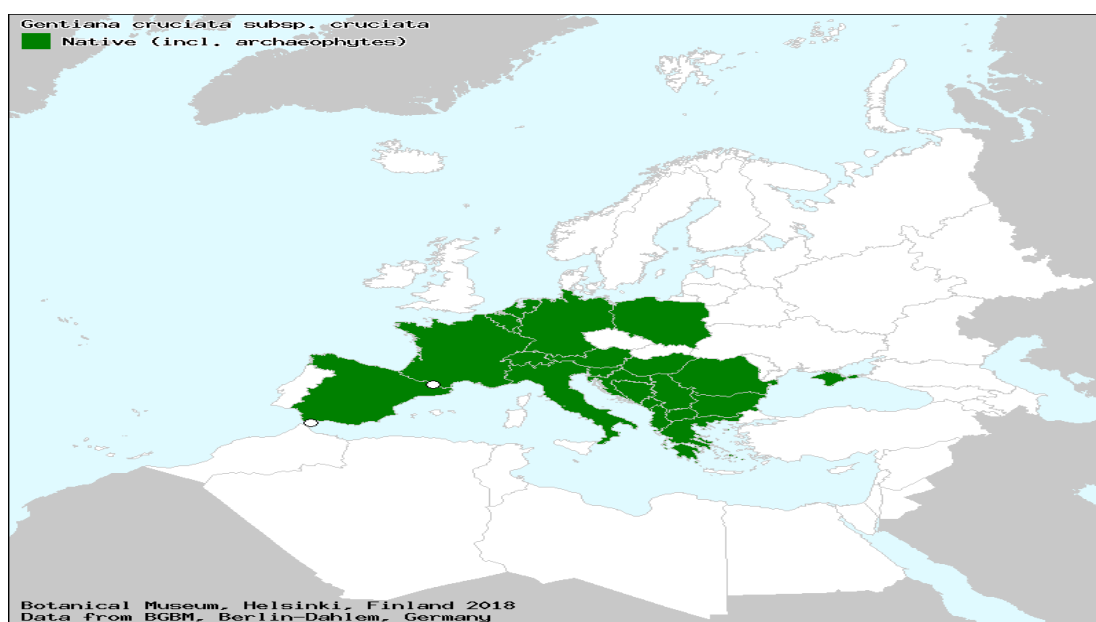 Gentiana cruciata subsp. cruciata
Native (incl. archaeophytes)
Botanical Museum, Helsinki, Finland 2018
Data from BGBM, Berlin-Dahlem, Germany